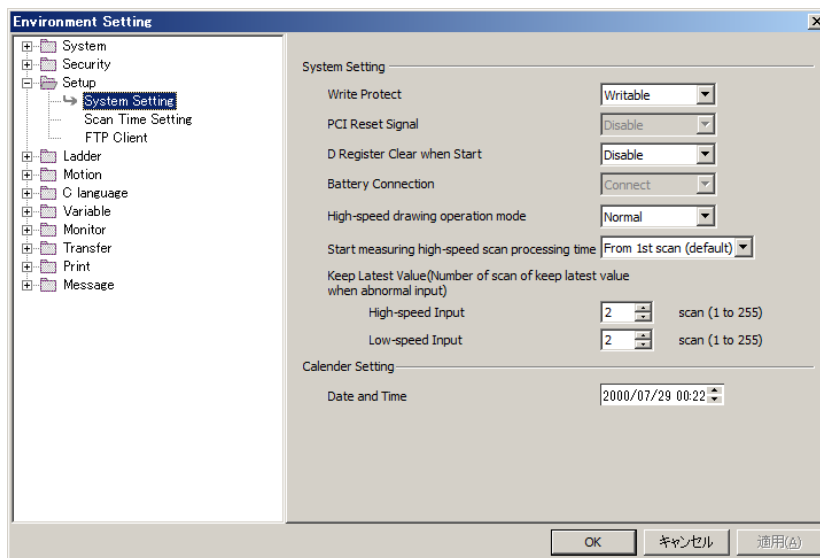 Environment Setting
System
Security
Setup
System Setting
Scan Time Setting
FTP Client
Ladder
Motion
C language
Variable
Monitor
Transfer
Print
Message
System Setting
Write Protect Writable
PCI Reset Signal Disable
D Register Clear when Start Disable
Battery Connection Connect
High-speed drawing operation mode Normal
Start measuring high-speed scan processing time From 1st scan (default)
Keep Latest Value(Number of scan of keep latest value
when abnormal input)
High-speed Input 2 scan (1 to 255)
Low-speed Input 2 scan (1 to 255)
Calender Setting
Date and Time 2000/07/29 00:22
OK キャンセル 適用(A)